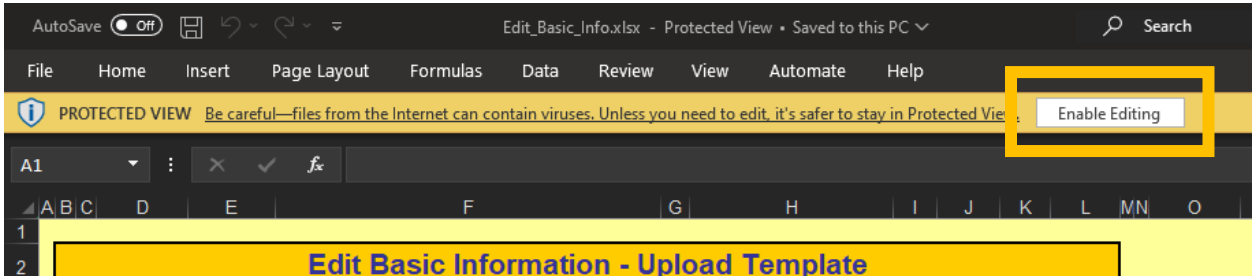 AutoSave Off Edit_Basic_Info.xlsx - Protected View • Saved to this PC Search
File Home Insert Page Layout Formulas Data Review View Automate Help
PROTECTED VIEW Be careful—files from the Internet can contain viruses. Unless you need to edit, it's safer to stay in Protected View. Enable Editing
A1 fx
A B C D E F G H I J K L M N O
1
2 Edit Basic Information - Upload Template